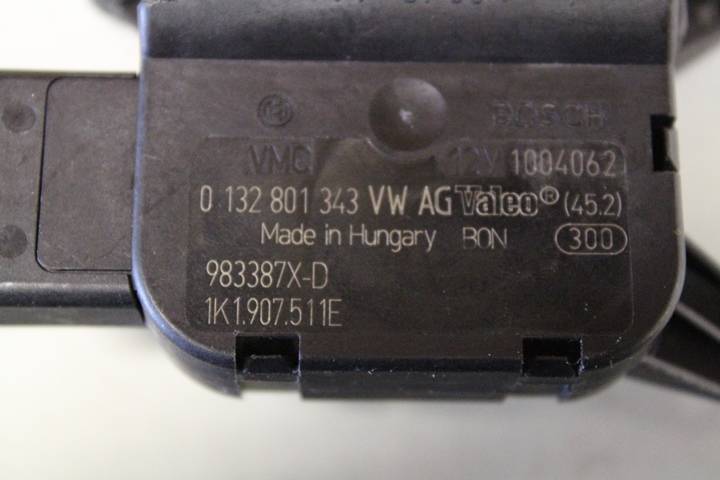 BOSCH
VMC 12V 1004062
0 132 801 343 VW AG Valeo® (45.2)
Made in Hungary BON 300
983387X-D
1K1.907.511E